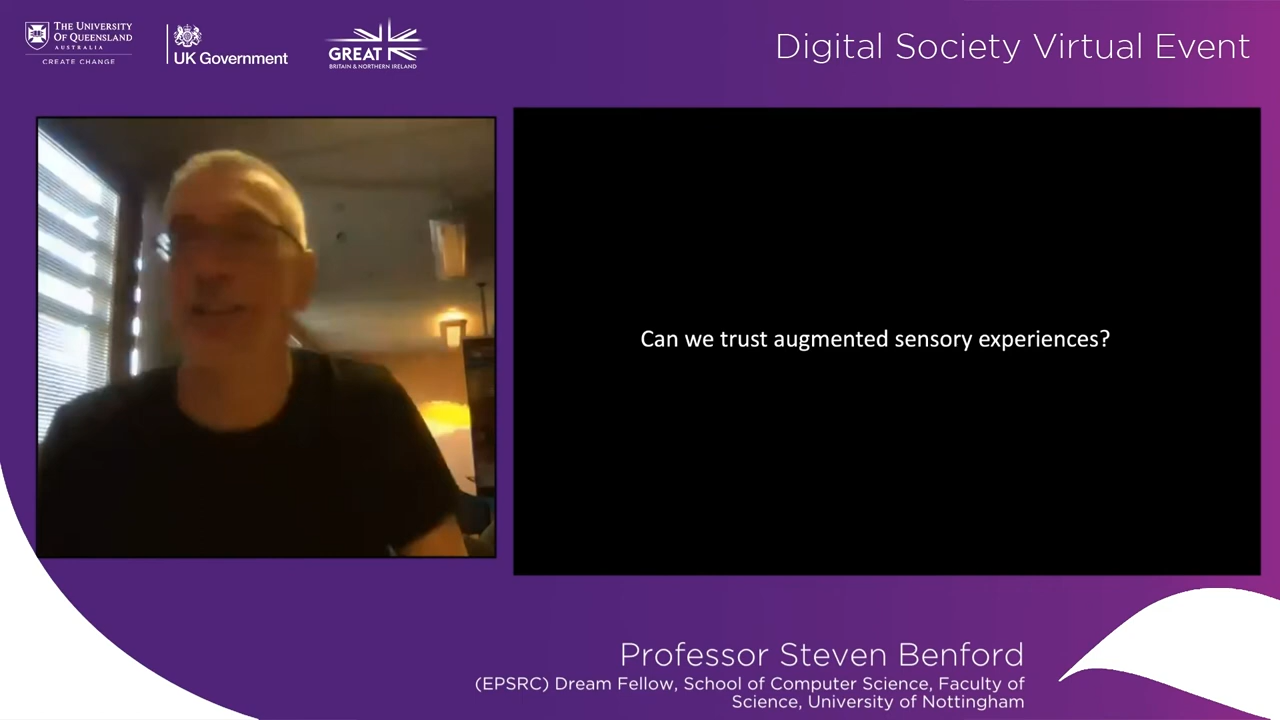 THE UNIVERSITY
OF QUEENSLAND
AUSTRALIA
CREATE CHANGE
UK Government
GREAT
BRITAIN & NORTHERN IRELAND
Digital Society Virtual Event
Can we trust augmented sensory experiences?
Professor Steven Benford
(EPSRC) Dream Fellow, School of Computer Science, Faculty of
Science, University of Nottingham